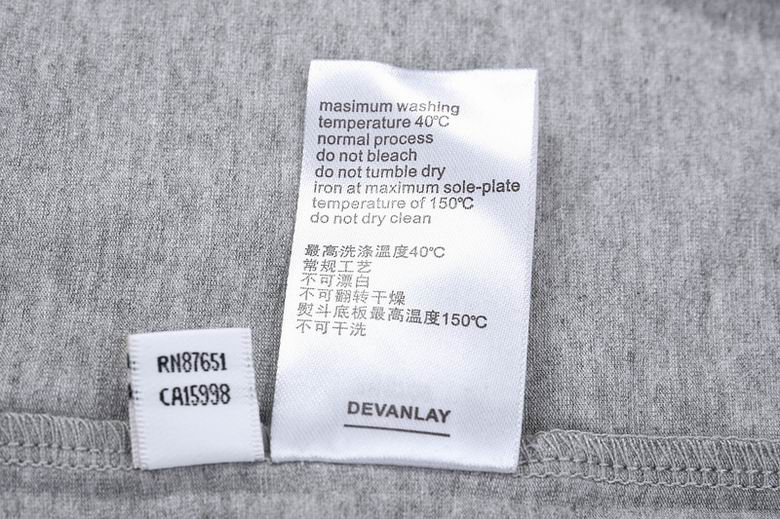 masimum washing
temperature 40℃
normal process
do not bleach
do not tumble dry
iron at maximum sole-plate
temperature of 150℃
do not dry clean
最高洗涤温度40℃
常规工艺
不可漂白
不可翻转干燥
熨斗底板最高温度150℃
不可干洗
DEVANLAY
RN87651
CA15998